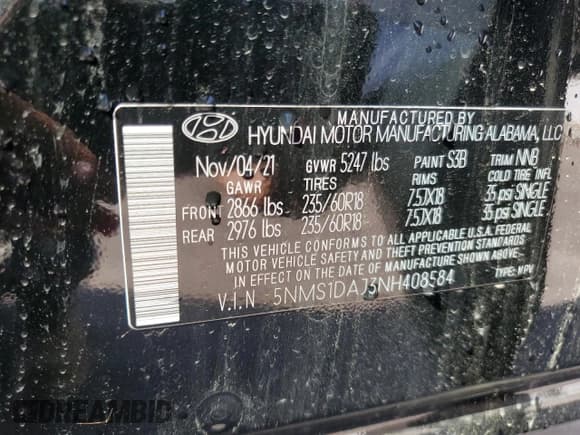 MANUFACTURED BY
HYUNDAI MOTOR MANUFACTURING ALABAMA, LLC
Nov/04/21 GVWR 5247 lbs PAINT S3B TRIM NNB
GAWR TIRES RIMS COLD TIRE INFL
FRONT 2866 lbs 235/60R18 7.5JX18 35 psi SINGLE
REAR 2976 lbs 235/60R18 7.5JX18 35 psi SINGLE
THIS VEHICLE CONFORMS TO ALL APPLICABLE U.S.A. FEDERAL
MOTOR VEHICLE SAFETY AND THEFT PREVENTION STANDARDS
IN EFFECT ON THE DATE OF MANUFACTURE SHOWN ABOVE-
V.I.N - 5NMS1DAJ3NH408584 TYPE: MPV
DREAMBID